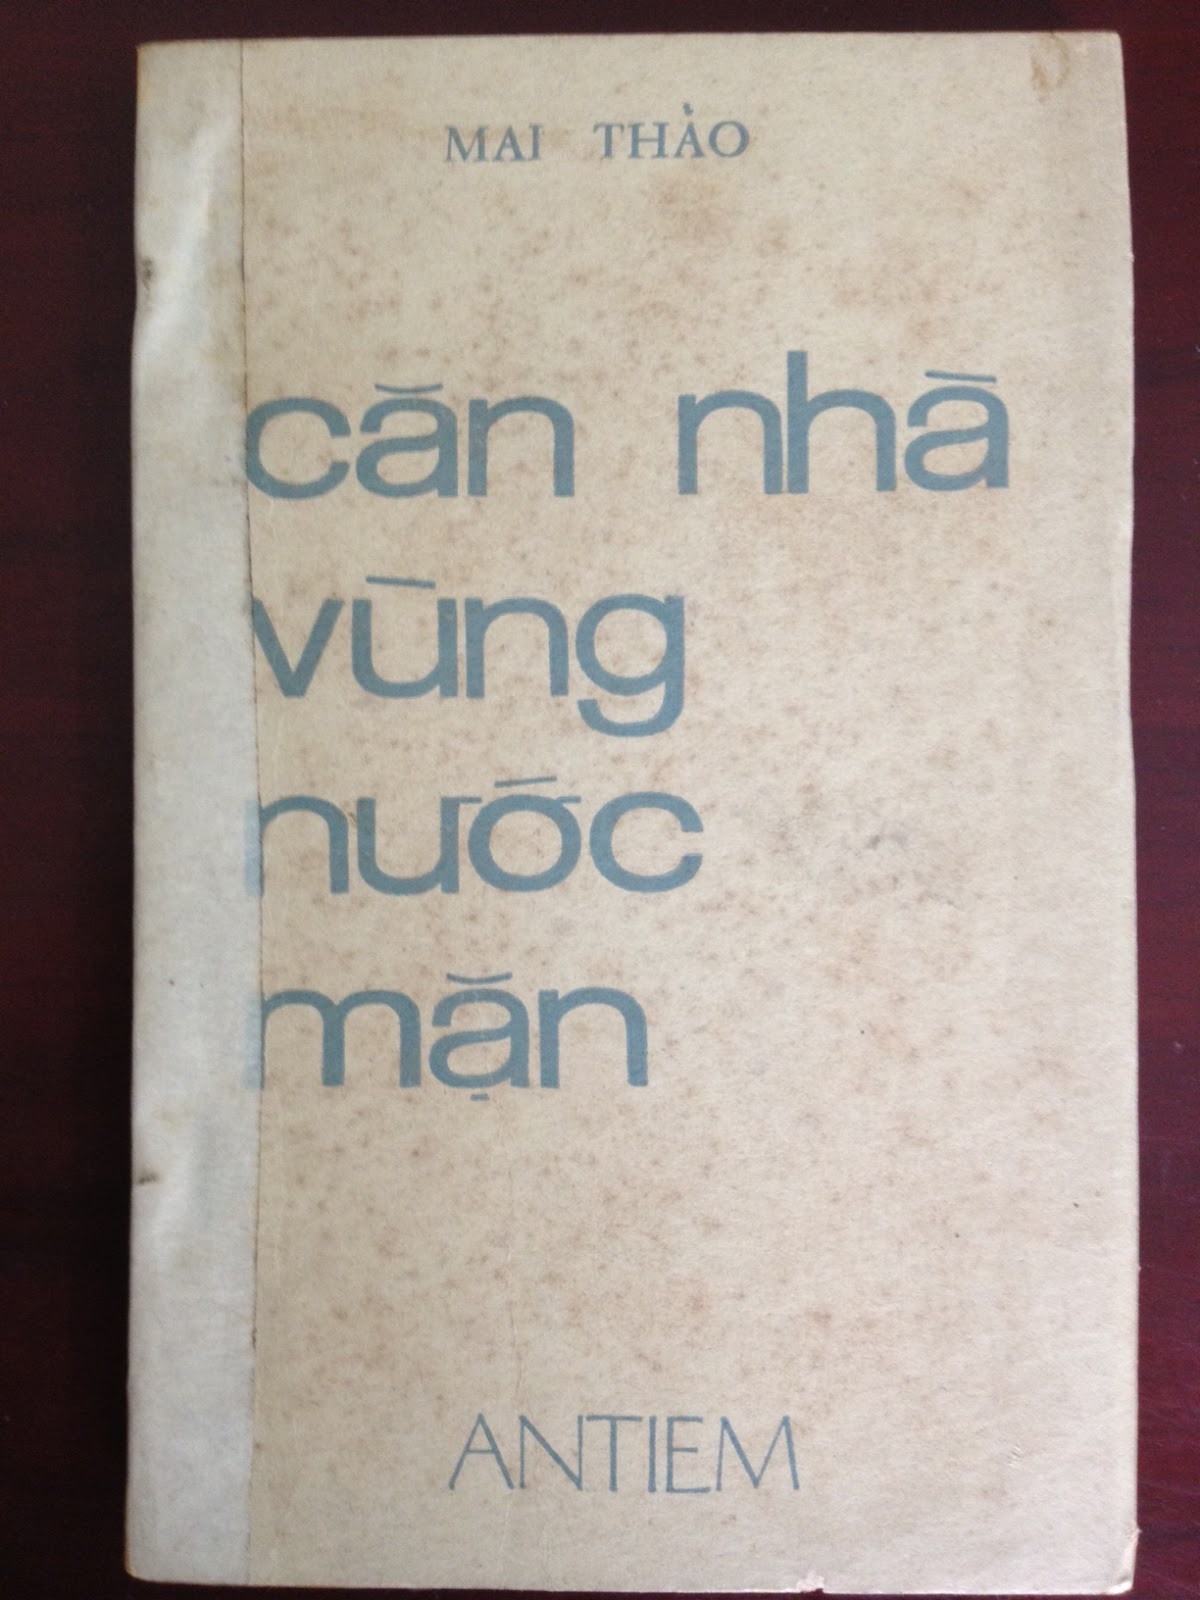 MAI THẢO
căn nhà
vùng
nước
mặn
ANTIEM